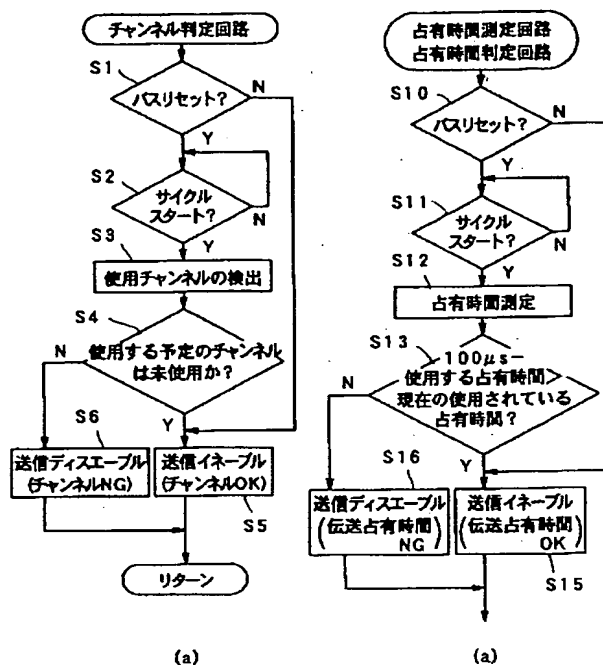 チャンネル判定回路
S1
バスリセット?
N
Y
S2
サイクル
スタート?
N
Y
S3
使用チャンネルの検出
S4
使用する予定のチャンネル
は未使用か?
N
Y
S6
送信ディスエーブル
(チャンネルNG)
送信イネーブル
(チャンネルOK)
S5
リターン
(a)
占有時間測定回路
占有時間判定回路
S10
バスリセット?
N
Y
S11
サイクル
スタート?
N
Y
S12
占有時間測定
S13
100μs−
使用する占有時間>
現在の使用されている
占有時間?
N
Y
S16
送信ディスエーブル
(伝送占有時間
NG)
送信イネーブル
(伝送占有時間
OK)
S15
(a)